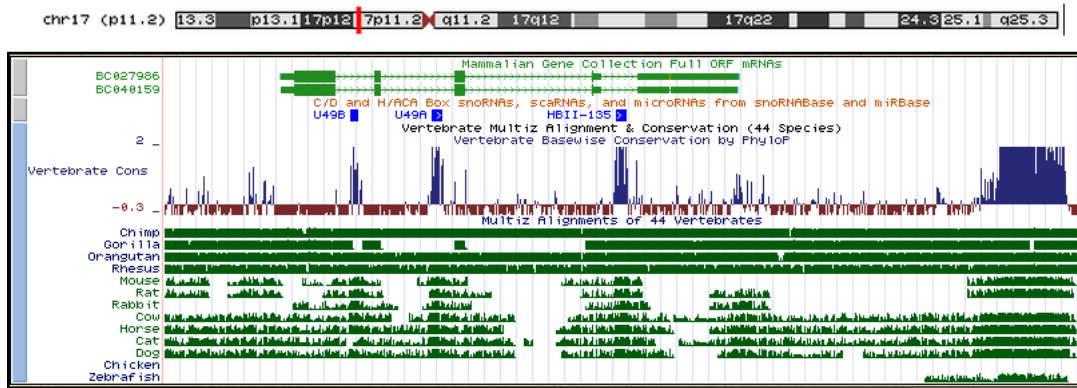 chr17 (p11.2) 13.3 p13.1 17p12 7p11.2 q11.2 17q12 17q22 24.3 25.1 q25.3
Mammalian Gene Collection Full ORF mRNAs
BC027986
BC040159
C/D and H/ACA Box snoRNAs, scaRNAs, and microRNAs from snoRNABase and miRBase
U49B U49A HBII-135
Vertebrate Multiz Alignment & Conservation (44 Species)
Vertebrate Basewise Conservation by PhyloP
2 _
Vertebrate Cons
-0.3 _
Multiz Alignments of 44 Vertebrates
Chimp
Gorilla
Orangutan
Rhesus
Mouse
Rat
Rabbit
Cow
Horse
Cat
Dog
Chicken
Zebrafish